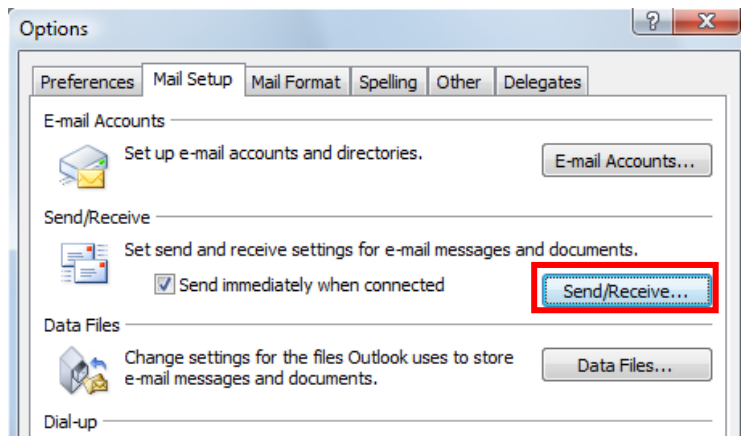 Options
Preferences Mail Setup Mail Format Spelling Other Delegates
E-mail Accounts
Set up e-mail accounts and directories.
E-mail Accounts...
Send/Receive
Set send and receive settings for e-mail messages and documents.
Send immediately when connected
Send/Receive...
Data Files
Change settings for the files Outlook uses to store
e-mail messages and documents.
Data Files...
Dial-up